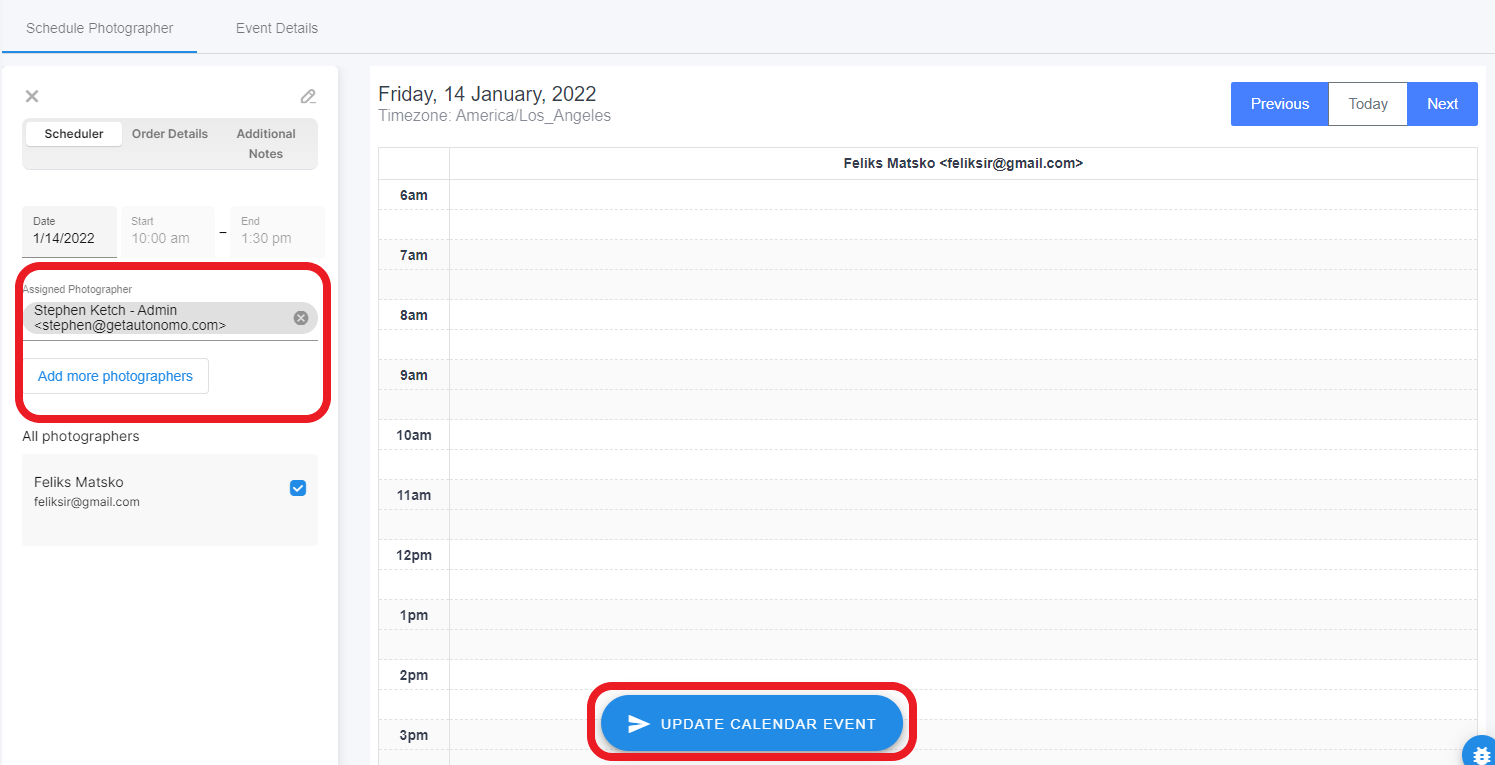 Schedule Photographer
Event Details
Scheduler
Order Details
Additional
Notes
Date
1/14/2022
Start
10:00 am
–
End
1:30 pm
Assigned Photographer
Stephen Ketch - Admin
<stephen@getautonomo.com>
Add more photographers
All photographers
Feliks Matsko
feliksir@gmail.com
Friday, 14 January, 2022
Timezone: America/Los_Angeles
Previous
Today
Next
Feliks Matsko <feliksir@gmail.com>
6am
7am
8am
9am
10am
11am
12pm
1pm
2pm
3pm
UPDATE CALENDAR EVENT